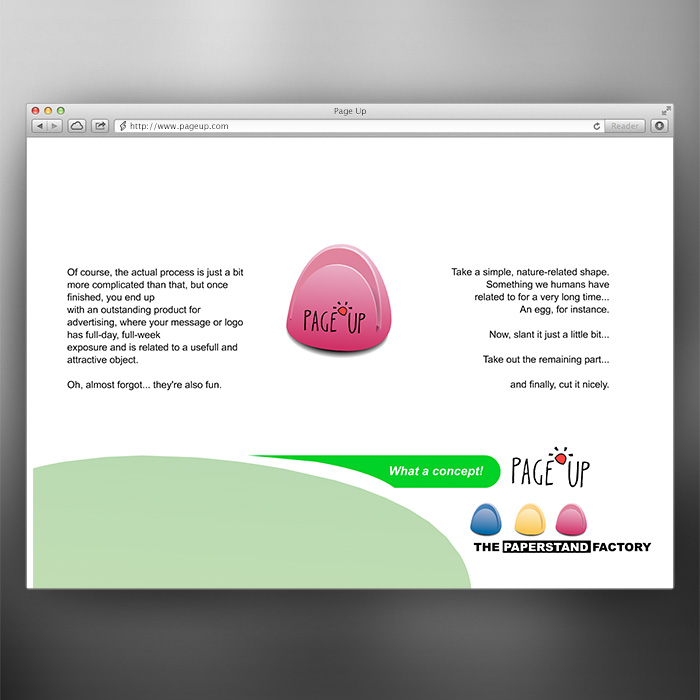 Page Up
http://www.pageup.com
Reader
Of course, the actual process is just a bit
more complicated than that, but once
finished, you end up
with an outstanding product for
advertising, where your message or logo
has full-day, full-week
exposure and is related to a usefull and
attractive object.
Oh, almost forgot... they're also fun.
PAGE UP
Take a simple, nature-related shape.
Something we humans have
related to for a very long time...
An egg, for instance.
Now, slant it just a little bit...
Take out the remaining part...
and finally, cut it nicely.
What a concept!
PAGE UP
THE PAPERSTAND FACTORY